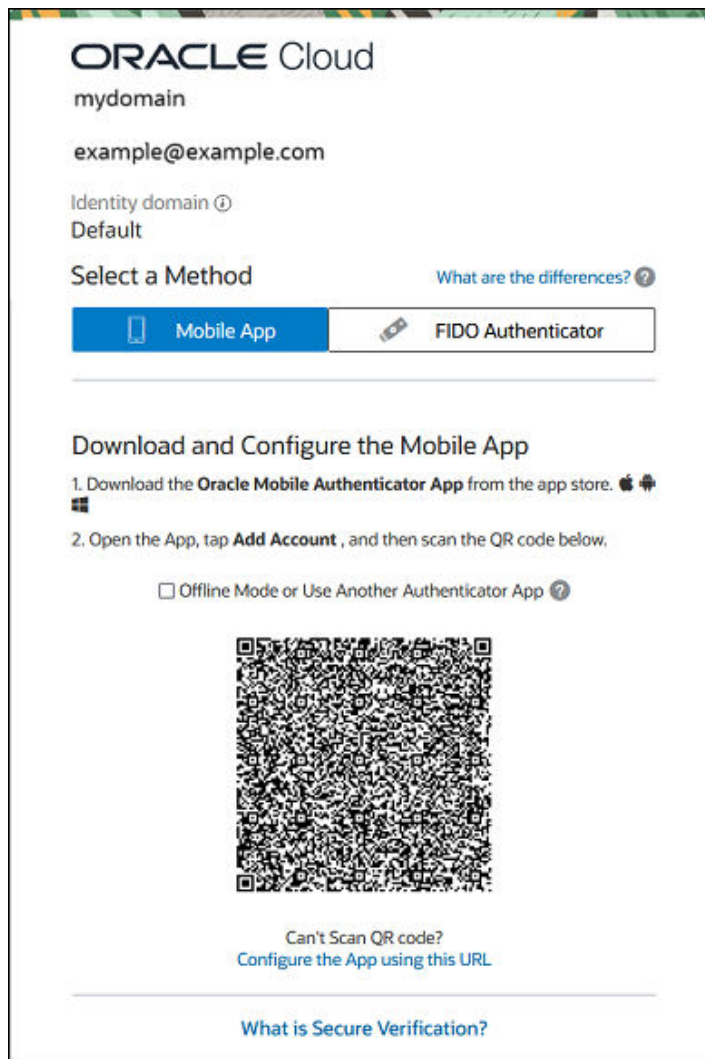 ORACLE Cloud
mydomain
example@example.com
Identity domain
Default
Select a Method What are the differences?
Mobile App FIDO Authenticator
Download and Configure the Mobile App
1. Download the Oracle Mobile Authenticator App from the app store.
2. Open the App, tap Add Account , and then scan the QR code below.
Offline Mode or Use Another Authenticator App
Can't Scan QR code?
Configure the App using this URL
What is Secure Verification?